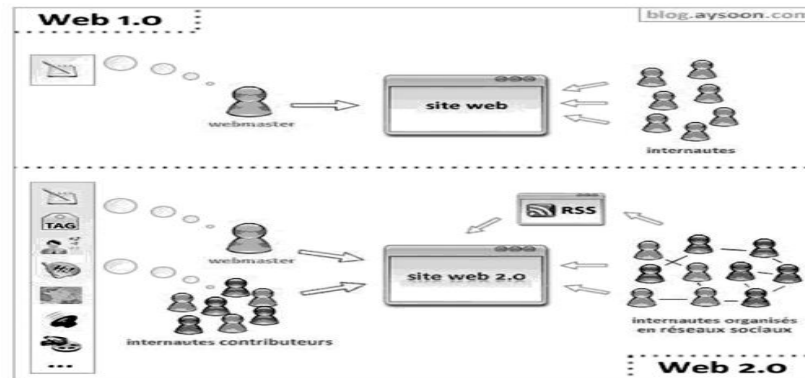 Web 1.0
blog.aysoon.com
site web
webmaster
internautes
TAG
RSS
webmaster
site web 2.0
internautes contributeurs
internautes organisés
en réseaux sociaux
...
Web 2.0